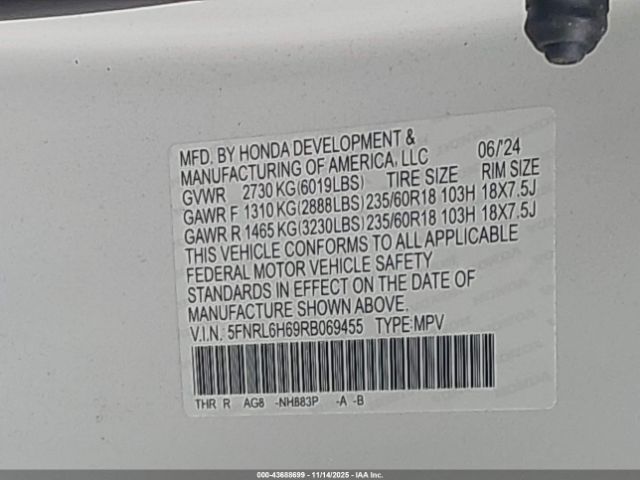 MFD. BY HONDA DEVELOPMENT &
MANUFACTURING OF AMERICA, LLC 06/'24
GVWR 2730 KG(6019LBS) TIRE SIZE RIM SIZE
GAWR F 1310 KG(2888LBS) 235/60R18 103H 18X7.5J
GAWR R 1465 KG(3230LBS) 235/60R18 103H 18X7.5J
THIS VEHICLE CONFORMS TO ALL APPLICABLE
FEDERAL MOTOR VEHICLE SAFETY
STANDARDS IN EFFECT ON THE DATE OF
MANUFACTURE SHOWN ABOVE.
V.I.N. 5FNRL6H69RB069455 TYPE:MPV
THR R AG8 -NH883P -A -B
000-43688699 - 11/14/2025 - IAA Inc.